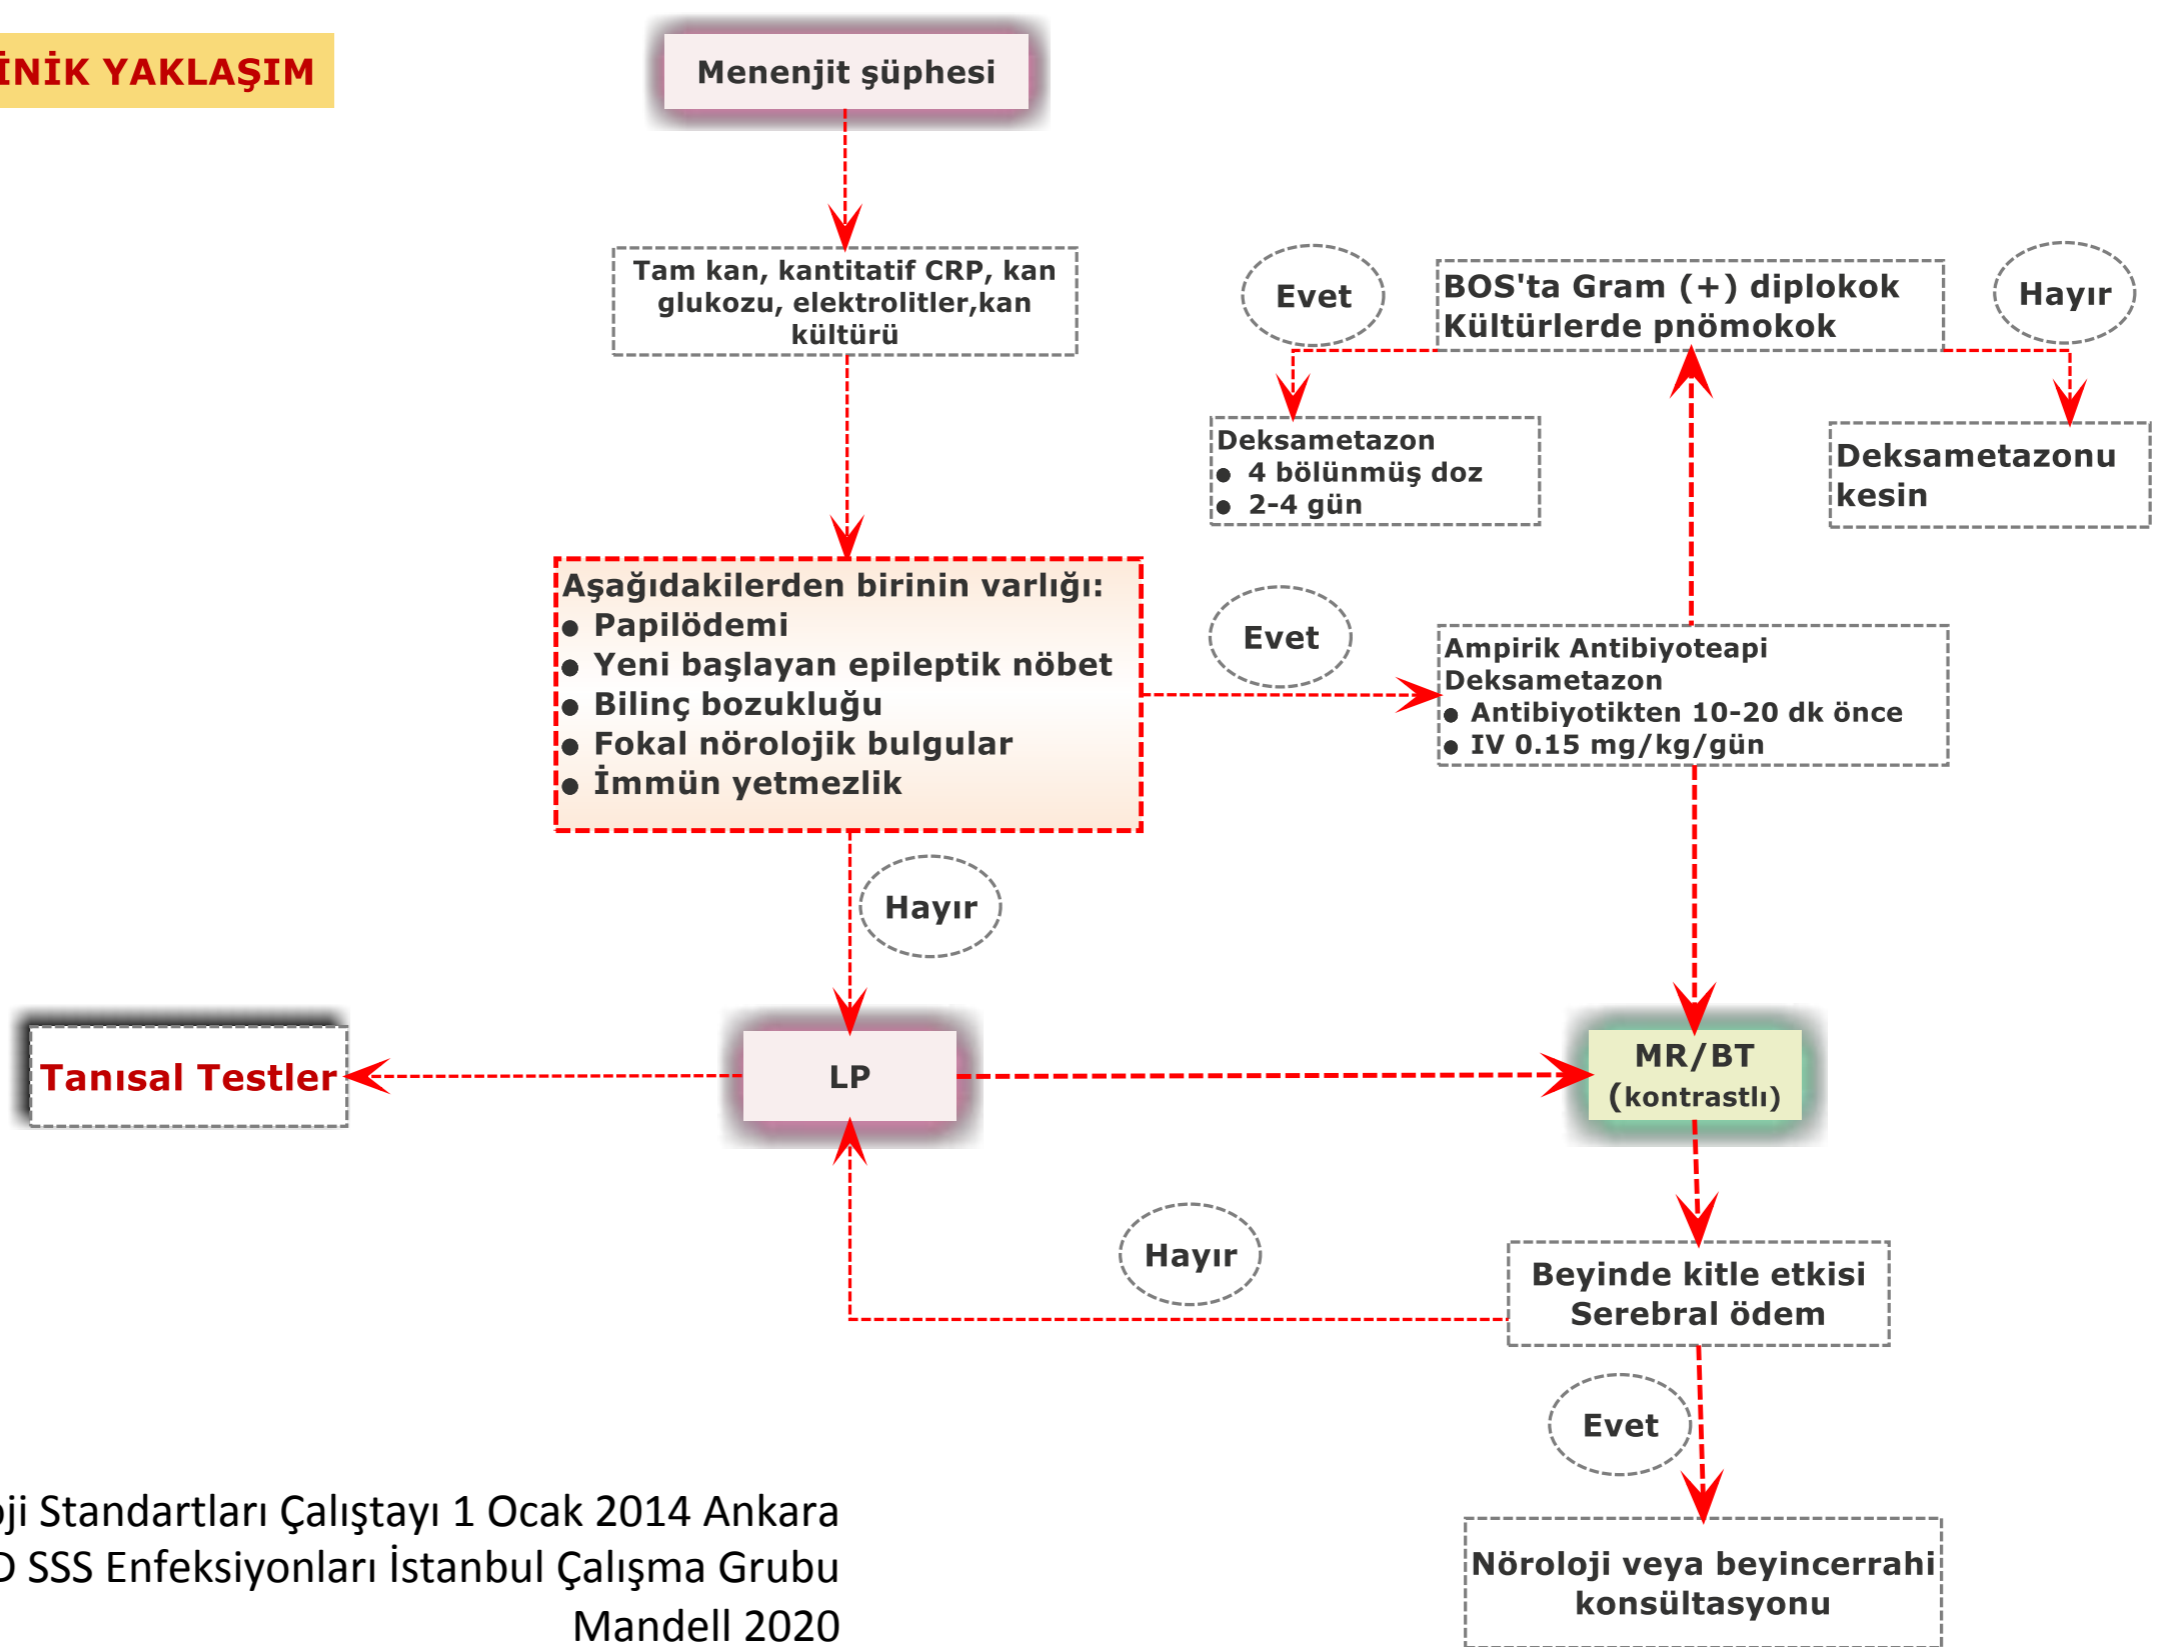 YAKLAŞIM
Menenjit şüphesi
Tam kan, kantitatif CRP, kan
glukozu, elektrolitler,kan
kültürü
Evet
BOS'ta Gram (+) diplokok
Kültürlerde pnömokok
Hayır
Deksametazon
● 4 bölünmüş doz
● 2-4 gün
Deksametazonu
kesin
Aşağıdakilerden birinin varlığı:
● Papilödemi
● Yeni başlayan epileptik nöbet
● Bilinç bozukluğu
● Fokal nörolojik bulgular
● İmmün yetmezlik
Evet
Ampirik Antibiyoteapi
Deksametazon
● Antibiyotikten 10-20 dk önce
● IV 0.15 mg/kg/gün
Hayır
Tanısal Testler
LP
MR/BT
(kontrastlı)
Hayır
Beyinde kitle etkisi
Serebral ödem
Evet
Nöroloji veya beyincerrahi
konsültasyonu
Standartları Çalıştayı 1 Ocak 2014 Ankara
SSS Enfeksiyonları İstanbul Çalışma Grubu
Mandell 2020